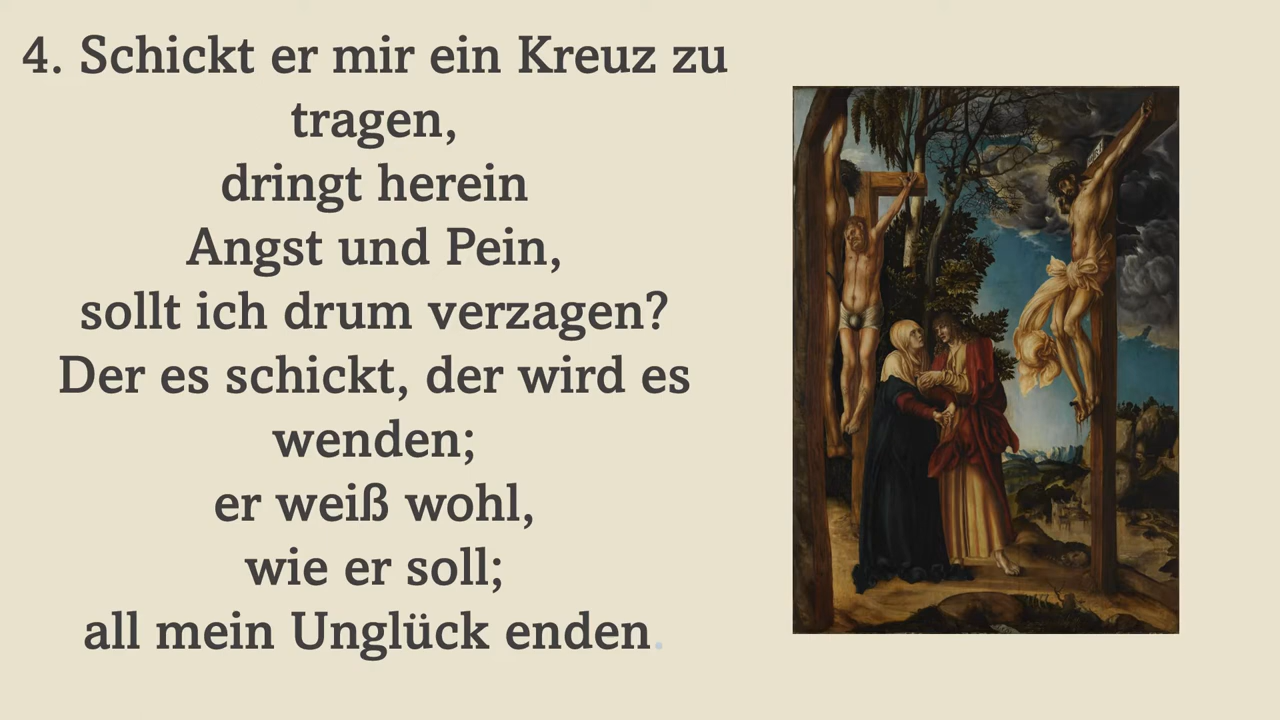 4. Schickt er mir ein Kreuz zu
tragen,
dringt herein
Angst und Pein,
sollt ich drum verzagen?
Der es schickt, der wird es
wenden;
er weiß wohl,
wie er soll;
all mein Unglück enden.